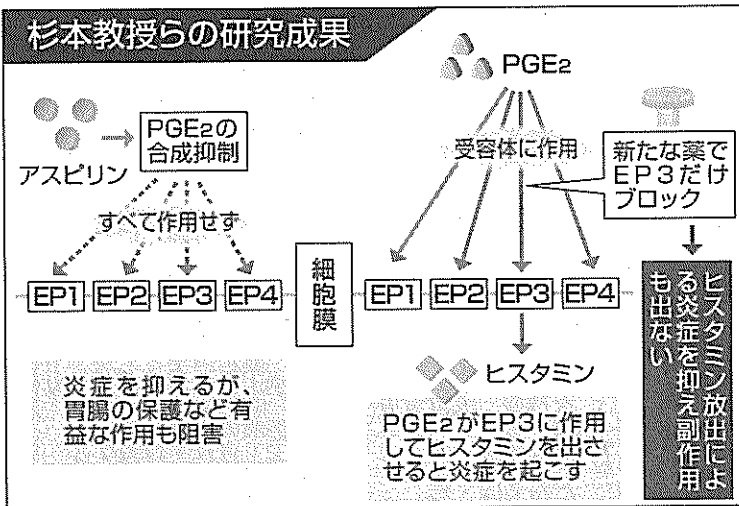 杉本教授らの研究成果
アスピリン
PGE2の
合成抑制
すべて作用せず
EP1 EP2 EP3 EP4
炎症を抑えるが、
胃腸の保護など有
益な作用も阻害
細胞膜
PGE2
受容体に作用
新たな薬で
EP3だけ
ブロック
EP1 EP2 EP3 EP4
ヒスタミン
PGE2がEP3に作用
してヒスタミンを出さ
せると炎症を起こす
ヒスタミン放出によ
る炎症を抑え副作用
も出ない